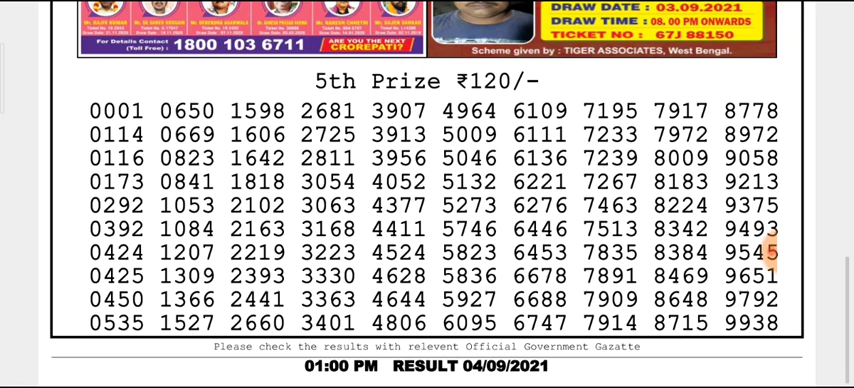 DRAW DATE : 03.09.2021
DRAW TIME : 08. 00 PM ONWARDS
TICKET NO : 67J 88150
For Details Contact (Toll Free) : 1800 103 6711
ARE YOU THE NEXT CROREPATI?
Scheme given by : TIGER ASSOCIATES, West Bengal.
5th Prize ₹120/-
0001 0650 1598 2681 3907 4964 6109 7195 7917 8778
0114 0669 1606 2725 3913 5009 6111 7233 7972 8972
0116 0823 1642 2811 3956 5046 6136 7239 8009 9058
0173 0841 1818 3054 4052 5132 6221 7267 8183 9213
0292 1053 2102 3063 4377 5273 6276 7463 8224 9375
0392 1084 2163 3168 4411 5746 6446 7513 8342 9493
0424 1207 2219 3223 4524 5823 6453 7835 8384 9545
0425 1309 2393 3330 4628 5836 6678 7891 8469 9651
0450 1366 2441 3363 4644 5927 6688 7909 8648 9792
0535 1527 2660 3401 4806 6095 6747 7914 8715 9938
Please check the results with relevent Official Government Gazatte
01:00 PM RESULT 04/09/2021